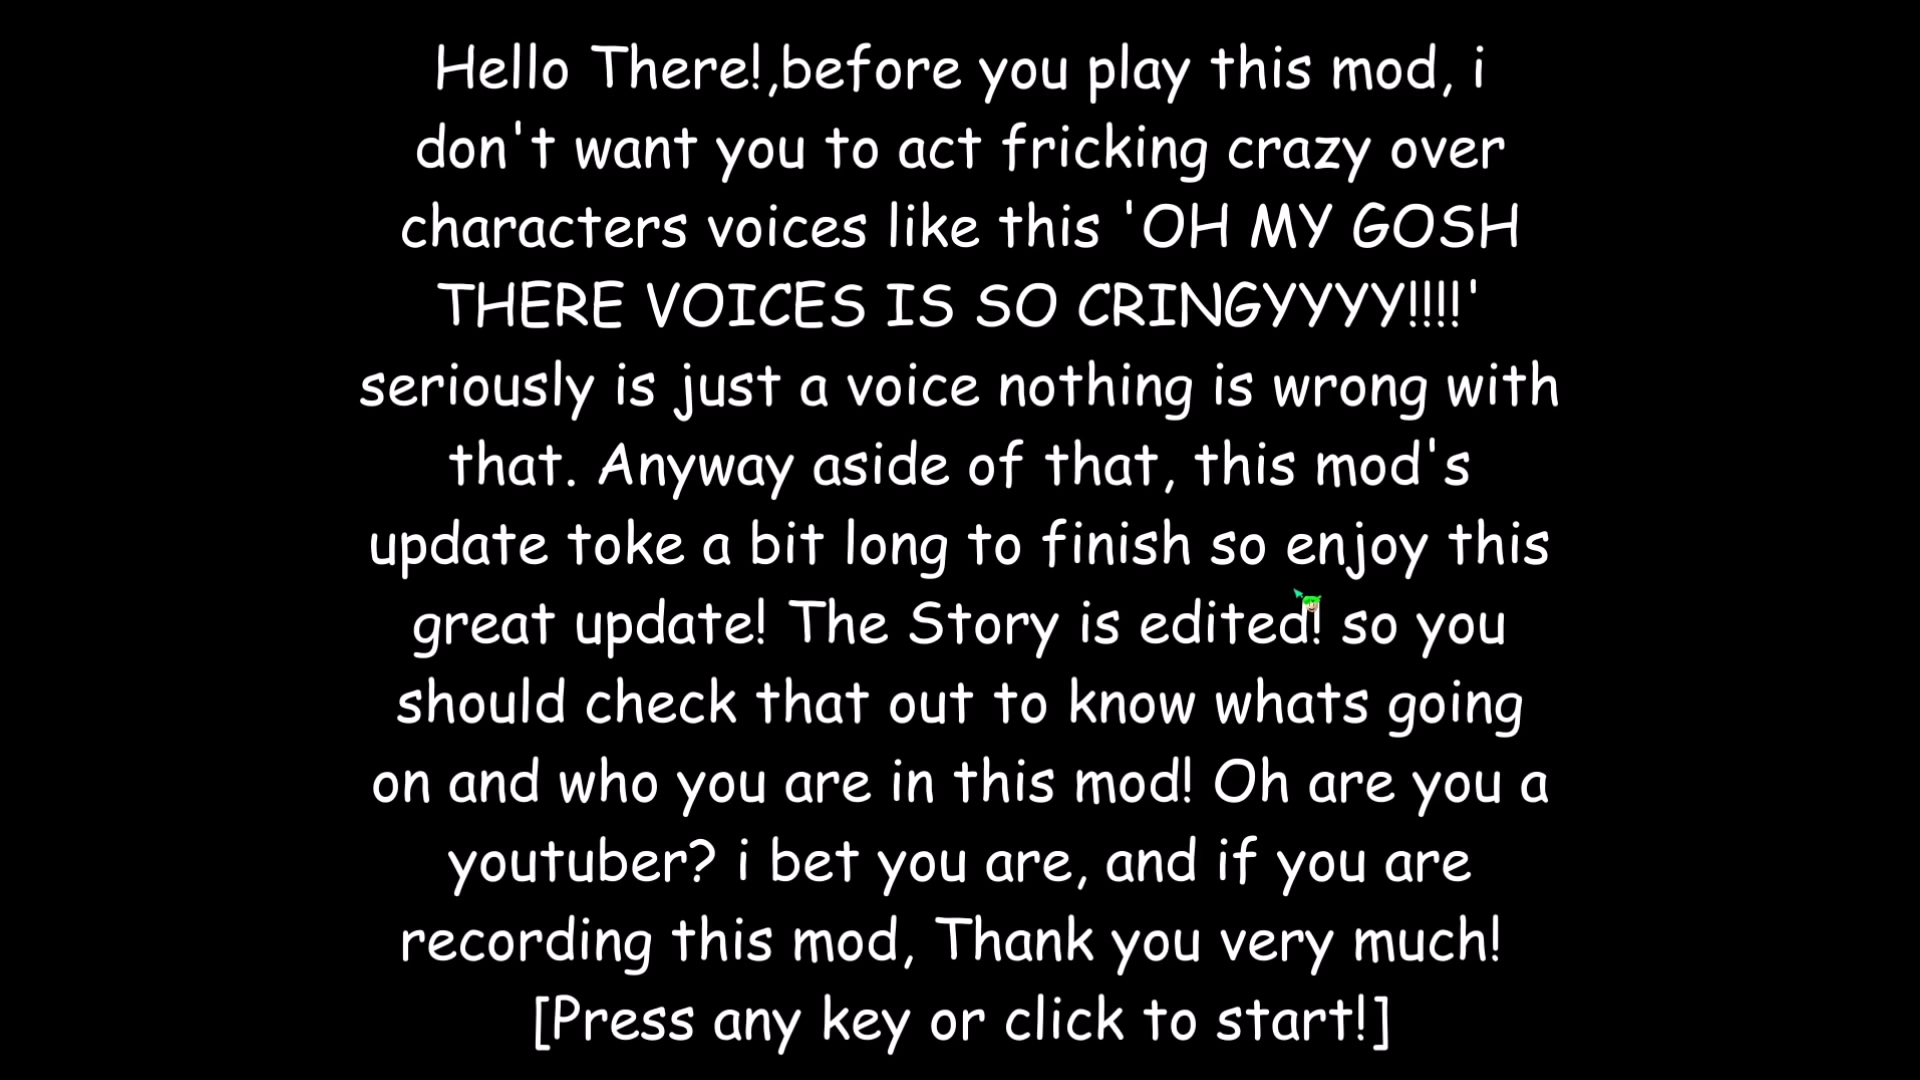 Hello There!,before you play this mod, i
don't want you to act fricking crazy over
characters voices like this 'OH MY GOSH
THERE VOICES IS SO CRINGYYYY!!!!'
seriously is just a voice nothing is wrong with
that. Anyway aside of that, this mod's
update toke a bit long to finish so enjoy this
great update! The Story is edited! so you
should check that out to know whats going
on and who you are in this mod! Oh are you a
youtuber? i bet you are, and if you are
recording this mod, Thank you very much!
[Press any key or click to start!]